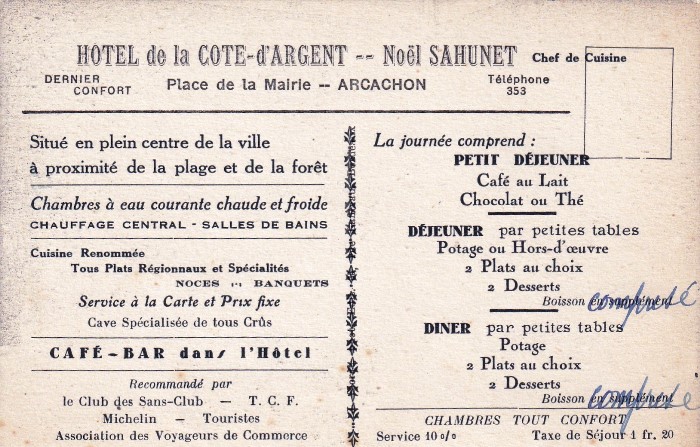 HOTEL de la COTE-d'ARGENT -- Noël SAHUNET Chef de Cuisine
DERNIER CONFORT
Place de la Mairie -- ARCACHON
Téléphone 353
Situé en plein centre de la ville
à proximité de la plage et de la forêt
Chambres à eau courante chaude et froide
CHAUFFAGE CENTRAL - SALLES DE BAINS
Cuisine Renommée
Tous Plats Régionnaux et Spécialités
NOCES BANQUETS
Service à la Carte et Prix fixe
Cave Spécialisée de tous Crûs
CAFÉ-BAR dans l'Hôtel
Recommandé par
le Club des Sans-Club — T. C. F.
Michelin — Touristes
Association des Voyageurs de Commerce
La journée comprend :
PETIT DÉJEUNER
Café au Lait
Chocolat ou Thé
DÉJEUNER par petites tables
Potage ou Hors-d'œuvre
2 Plats au choix
2 Desserts
Boisson en supplément
comprisé
DINER par petites tables
Potage
2 Plats au choix
2 Desserts
Boisson en supplément
comprise
CHAMBRES TOUT CONFORT
Service 10 o/o Taxe de Séjour 1 fr. 20